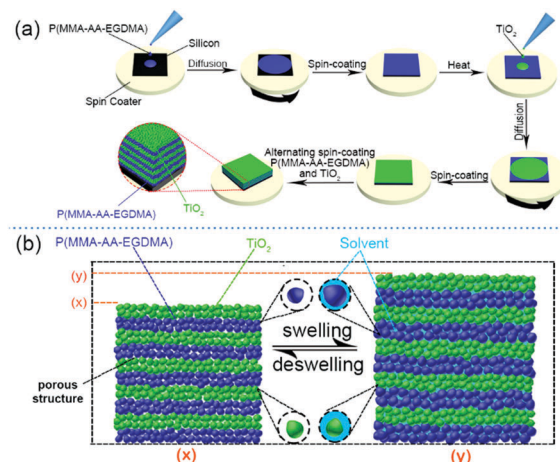 (a)
P(MMA-AA-EGDMA)
Silicon
TiO2
Diffusion
Spin-coating
Heat
Spin Coater
Diffusion
Alternating spin-coating
P(MMA-AA-EGDMA)
and TiO2
Spin-coating
TiO2
P(MMA-AA-EGDMA)
(b)
P(MMA-AA-EGDMA)
TiO2
Solvent
(y)
(x)
swelling
deswelling
porous
structure
(x)
(y)